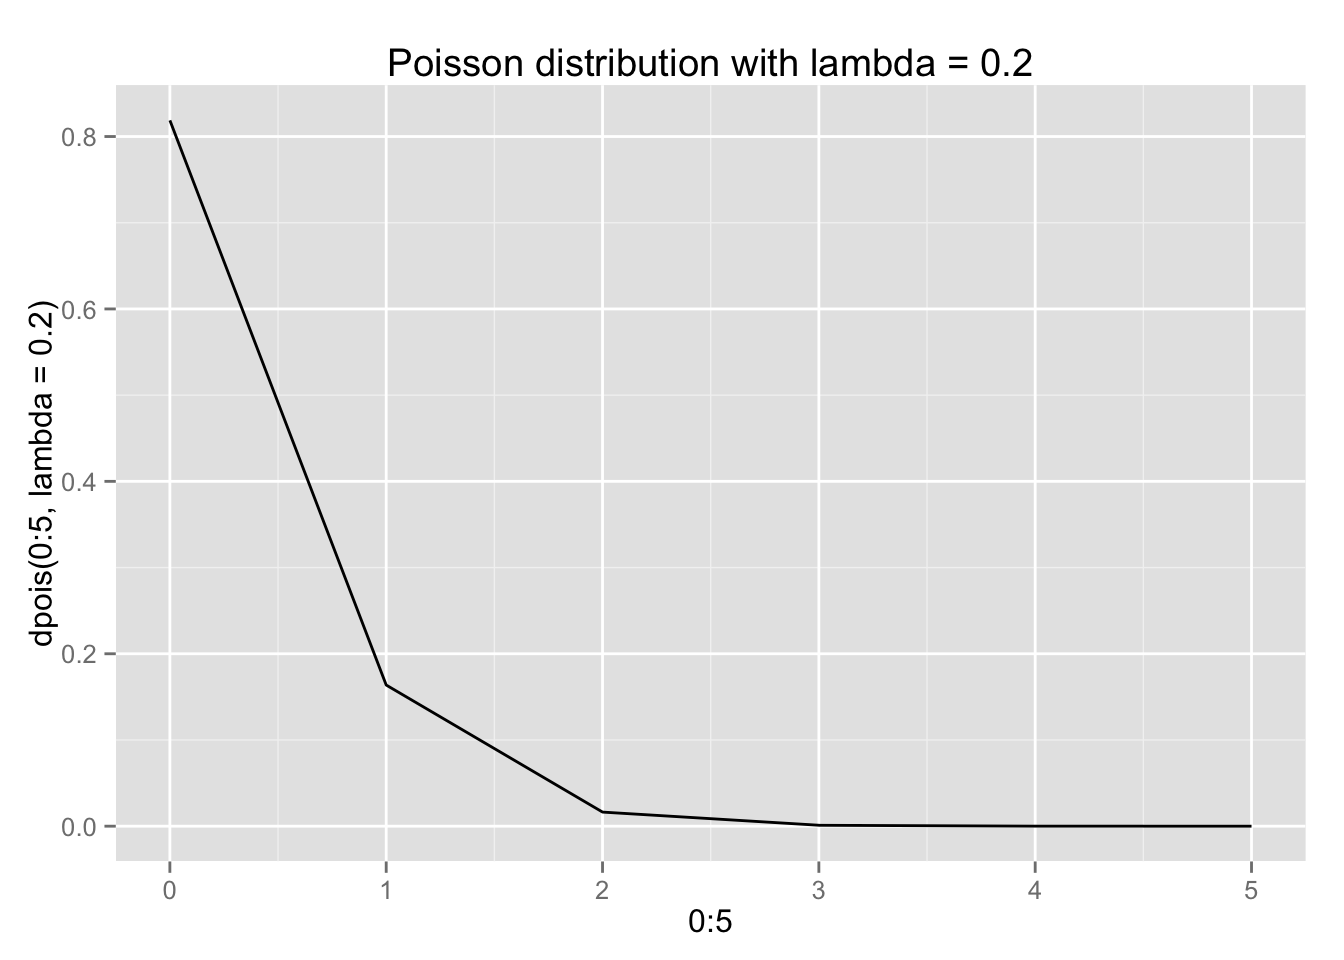 Poisson distribution with lambda = 0.2
dpois(0:5, lambda = 0.2)
0.8
0.6
0.4
0.2
0.0
0 1 2 3 4 5
0:5